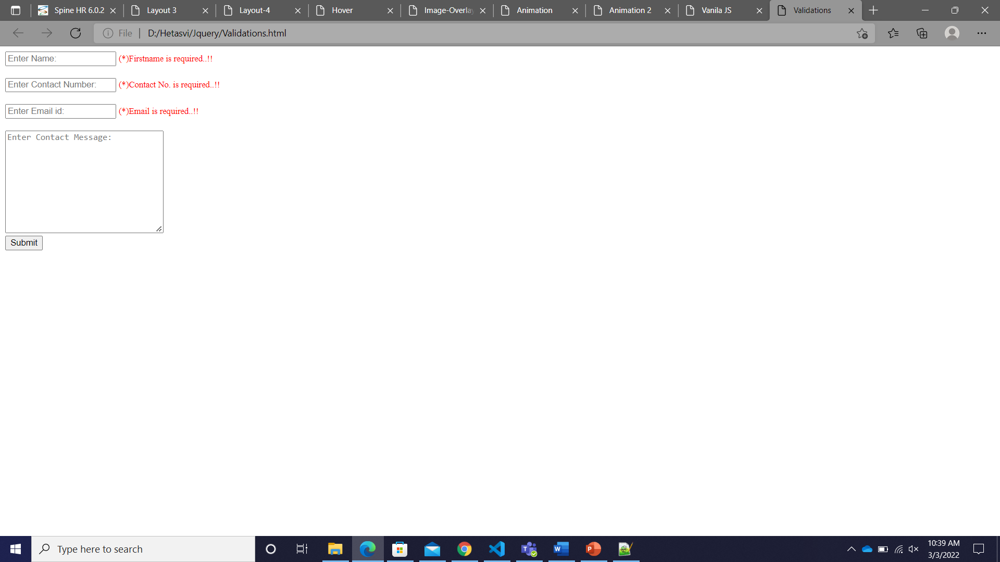 Spine HR 6.0.2
Layout 3
Layout-4
Hover
Image-Overlay
Animation
Animation 2
Vanila JS
Validations
File
D:/Hetasvi/Jquery/Validations.html
Enter Name: (*)Firstname is required..!!
Enter Contact Number: (*)Contact No. is required..!!
Enter Email id: (*)Email is required..!!
Enter Contact Message:
Submit
Type here to search
10:39 AM
3/3/2022